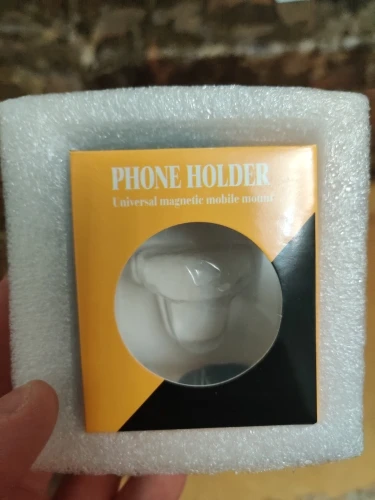 PHONE HOLDER
Universal magnetic mobile mount